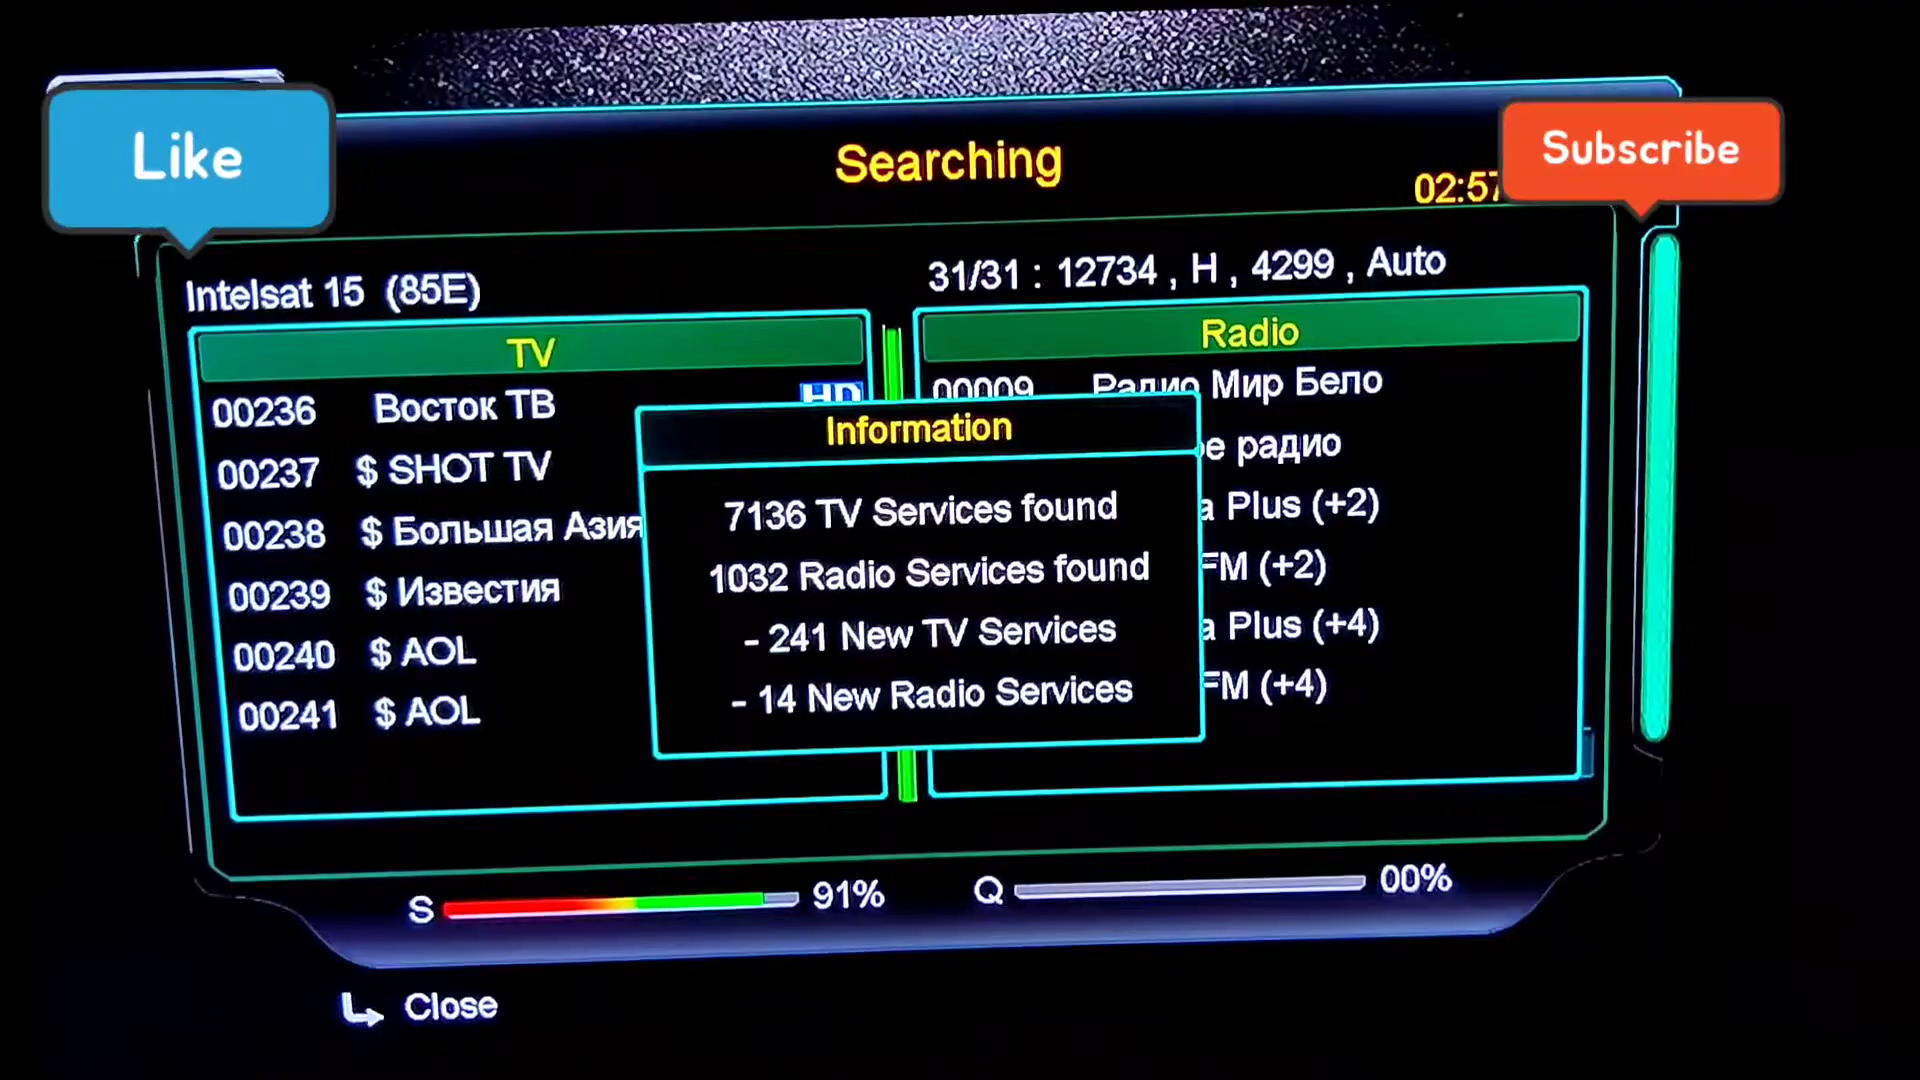 Like
Subscribe
Searching
02:57
Intelsat 15 (85E)
31/31 : 12734 , H , 4299 , Auto
TV
00236 Восток ТВ HD
00237 $ SHOT TV
00238 $ Большая Азия
00239 $ Известия
00240 $ AOL
00241 $ AOL
Radio
00009 Радио Мир Бело
радио
Plus (+2)
FM (+2)
Plus (+4)
FM (+4)
Information
7136 TV Services found
1032 Radio Services found
- 241 New TV Services
- 14 New Radio Services
S 91% Q 00%
Close